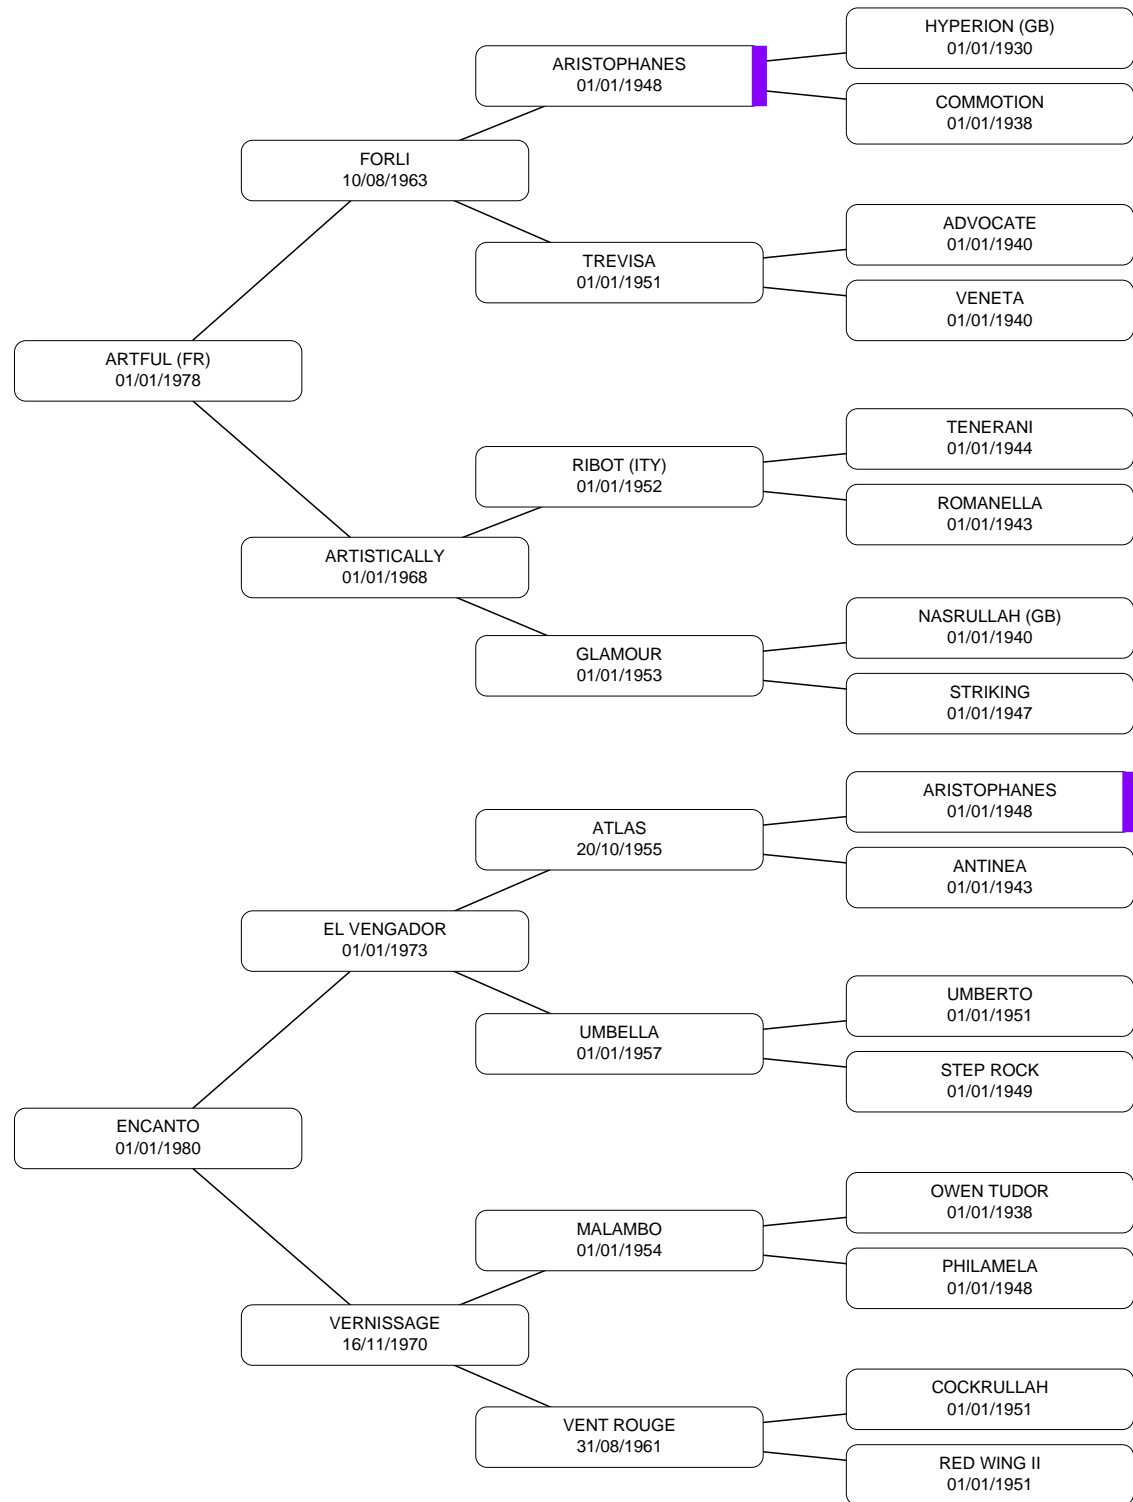 HYPERION (GB)
01/01/1930
ARISTOPHANES
01/01/1948
COMMOTION
01/01/1938
FORLI
10/08/1963
ADVOCATE
01/01/1940
TREVISA
01/01/1951
VENETA
01/01/1940
ARTFUL (FR)
01/01/1978
TENERANI
01/01/1944
RIBOT (ITY)
01/01/1952
ROMANELLA
01/01/1943
ARTISTICALLY
01/01/1968
NASRULLAH (GB)
01/01/1940
GLAMOUR
01/01/1953
STRIKING
01/01/1947
ARISTOPHANES
01/01/1948
ATLAS
20/10/1955
ANTINEA
01/01/1943
EL VENGADOR
01/01/1973
UMBERTO
01/01/1951
UMBELLA
01/01/1957
STEP ROCK
01/01/1949
ENCANTO
01/01/1980
OWEN TUDOR
01/01/1938
MALAMBO
01/01/1954
PHILAMELA
01/01/1948
VERNISSAGE
16/11/1970
COCKRULLAH
01/01/1951
VENT ROUGE
31/08/1961
RED WING II
01/01/1951